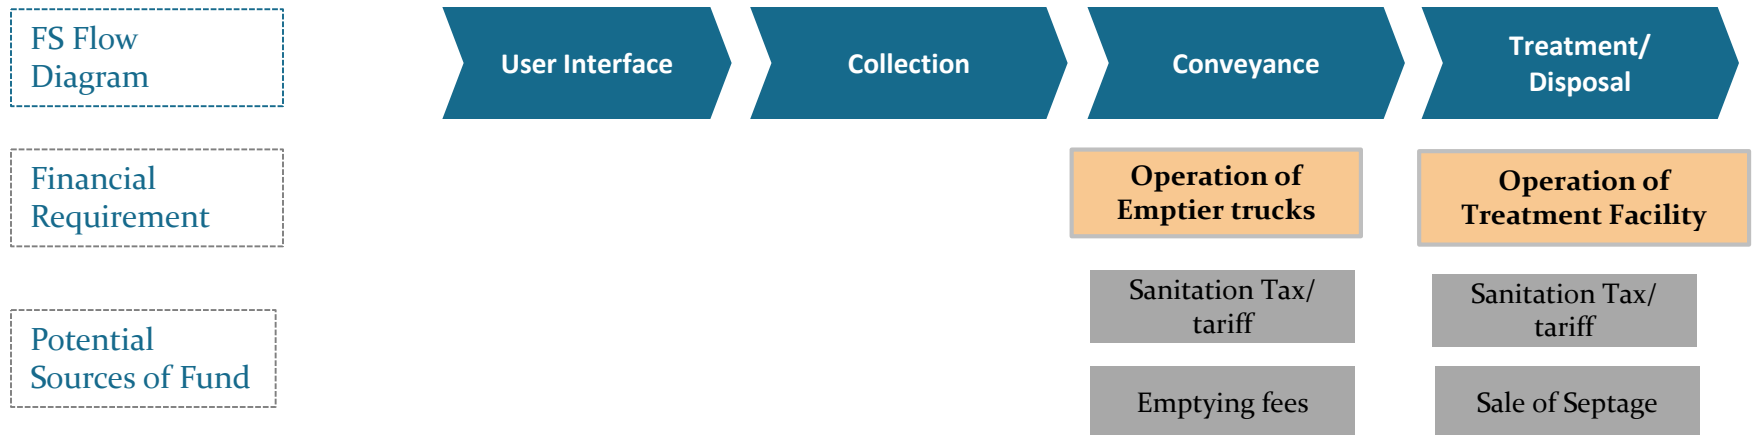 FS Flow
Diagram
User Interface
Collection
Conveyance
Treatment/
Disposal
Financial
Requirement
Operation of
Emptier trucks
Operation of
Treatment Facility
Potential
Sources of Fund
Sanitation Tax/
tariff
Sanitation Tax/
tariff
Emptying fees
Sale of Septage